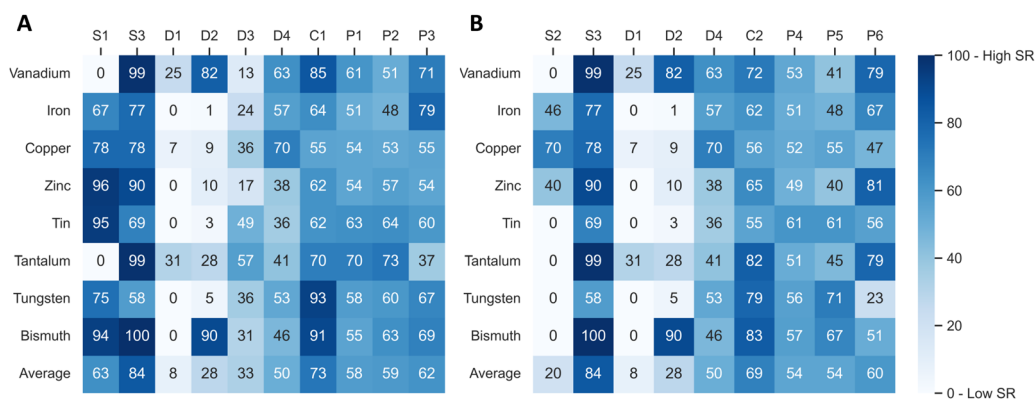 A
S1 S3 D1 D2 D3 D4 C1 P1 P2 P3
Vanadium 0 99 25 82 13 63 85 61 51 71
Iron 67 77 0 1 24 57 64 51 48 79
Copper 78 78 7 9 36 70 55 54 53 55
Zinc 96 90 0 10 17 38 62 54 57 54
Tin 95 69 0 3 49 36 62 63 64 60
Tantalum 0 99 31 28 57 41 70 70 73 37
Tungsten 75 58 0 5 36 53 93 58 60 67
Bismuth 94 100 0 90 31 46 91 55 63 69
Average 63 84 8 28 33 50 73 58 59 62
B
S2 S3 D1 D2 D4 C2 P4 P5 P6
Vanadium 0 99 25 82 63 72 53 41 79
Iron 46 77 0 1 57 62 51 48 67
Copper 70 78 7 9 70 56 52 55 47
Zinc 40 90 0 10 38 65 49 40 81
Tin 0 69 0 3 36 55 61 61 56
Tantalum 0 99 31 28 41 82 51 45 79
Tungsten 0 58 0 5 53 79 56 71 23
Bismuth 0 100 0 90 46 83 57 67 51
Average 20 84 8 28 50 69 54 54 60
100 - High SR
80
60
40
20
0 - Low SR